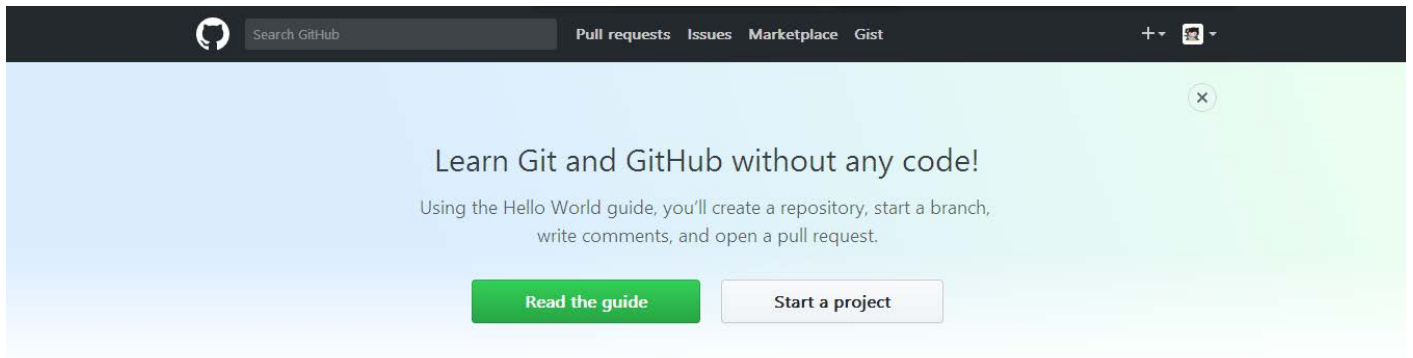 Search GitHub Pull requests Issues Marketplace Gist
Learn Git and GitHub without any code!
Using the Hello World guide, you'll create a repository, start a branch,
write comments, and open a pull request.
Read the guide Start a project